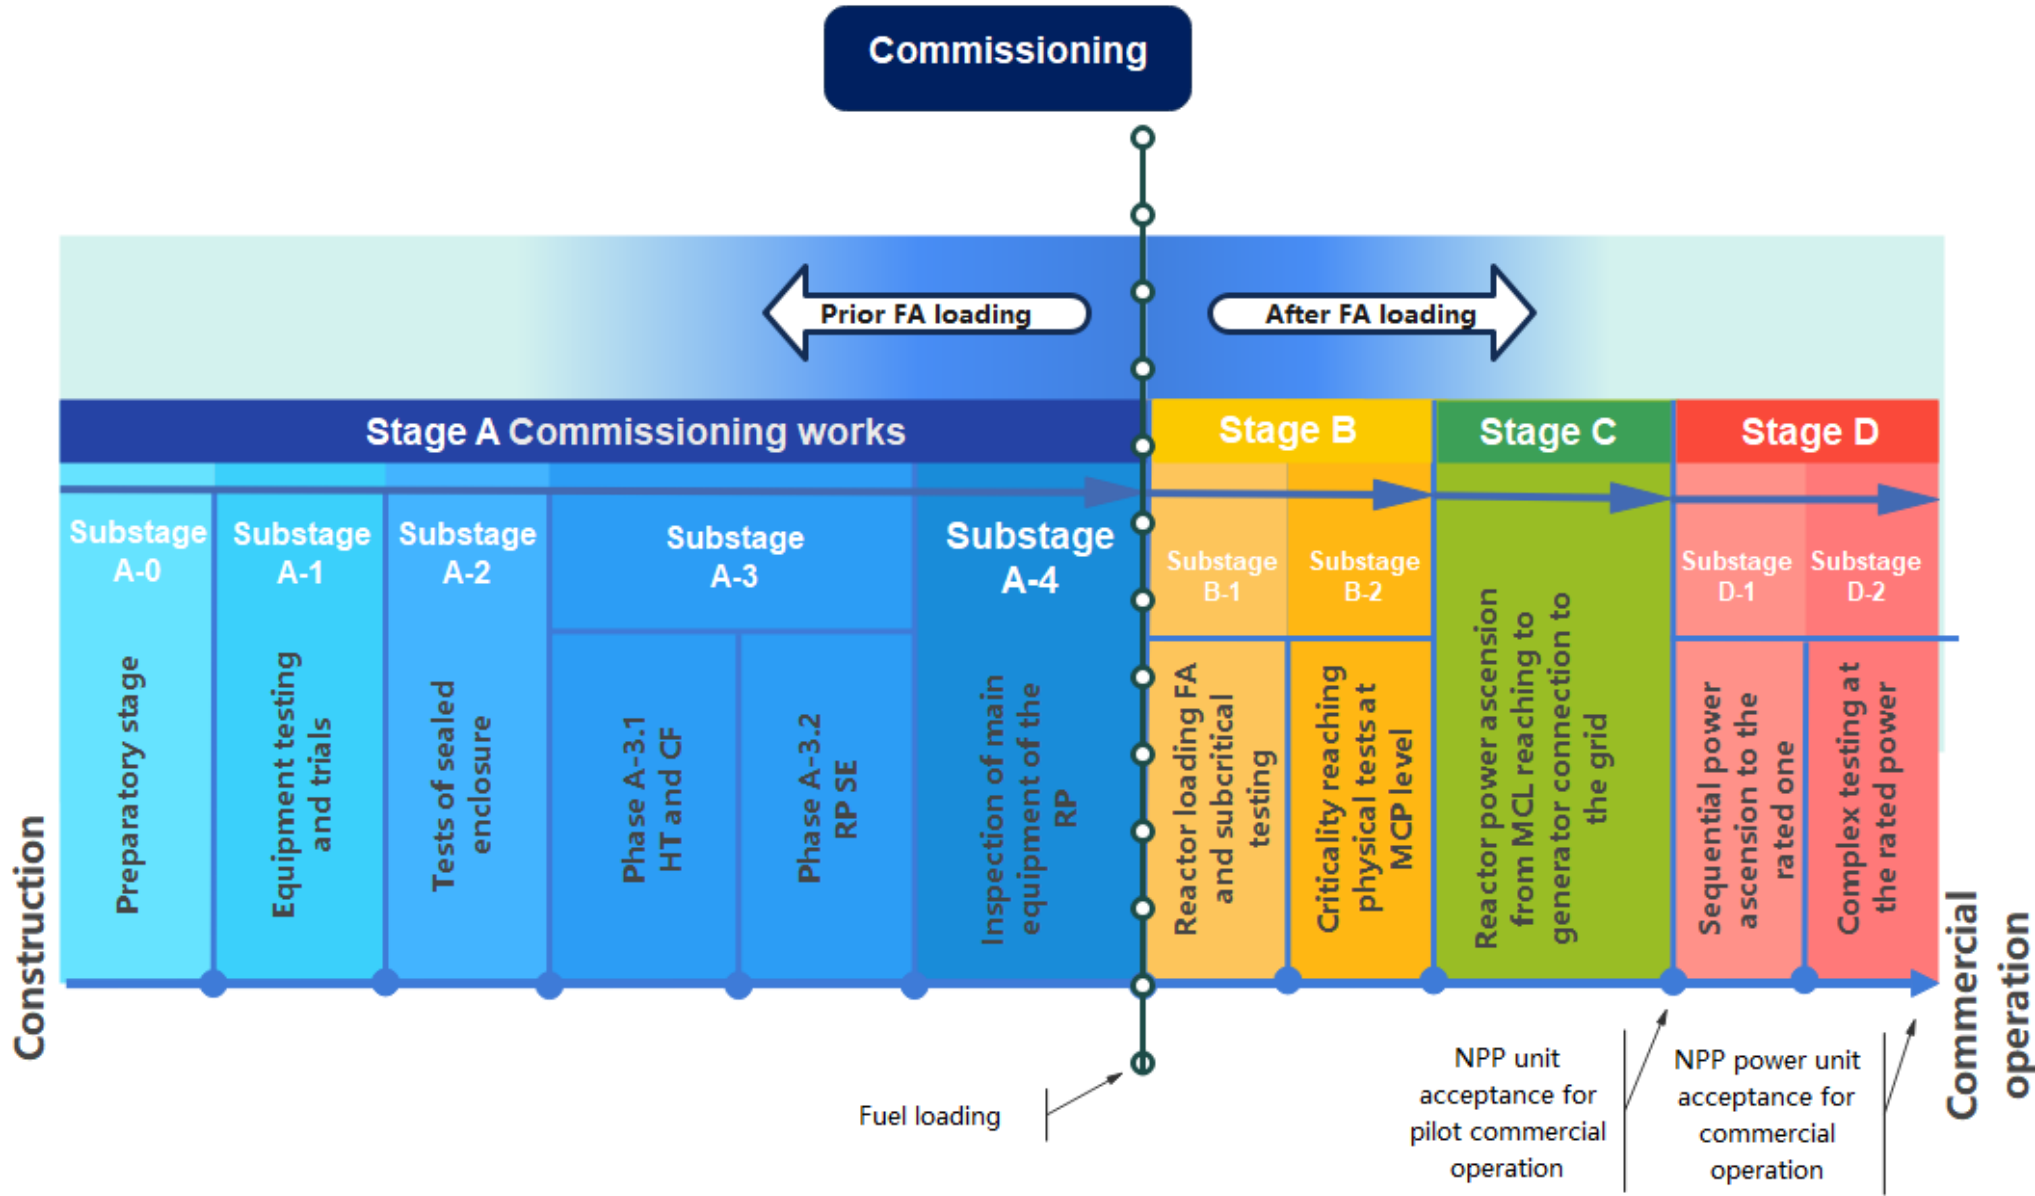 Commissioning
Prior FA loading
After FA loading
Stage A Commissioning works
Stage B
Stage C
Stage D
Substage
A-0
Substage
A-1
Substage
A-2
Substage
A-3
Substage
A-4
Substage
B-1
Substage
B-2
Substage
D-1
Substage
D-2
Preparatory stage
Equipment testing
and trials
Tests of sealed
enclosure
Phase A-3.1
HT and CF
Phase A-3.2
RP SE
Inspection of main
equipment of the
RP
Reactor loading FA
and subcritical
testing
Criticality reaching
physical tests at
MCP level
Reactor power ascension
from MCL reaching to
generator connection to
the grid
Sequential power
ascension to the
rated one
Complex testing at
the rated power
Construction
Commercial
operation
Fuel loading
NPP unit
acceptance for
pilot commercial
operation
NPP power unit
acceptance for
commercial
operation